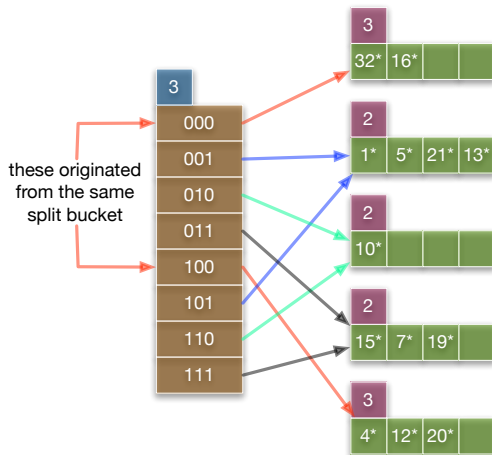 3
32* 16*
3
000
001
010
011
100
101
110
111
these originated
from the same
split bucket
2
1* 5* 21* 13*
2
10*
2
15* 7* 19*
3
4* 12* 20*